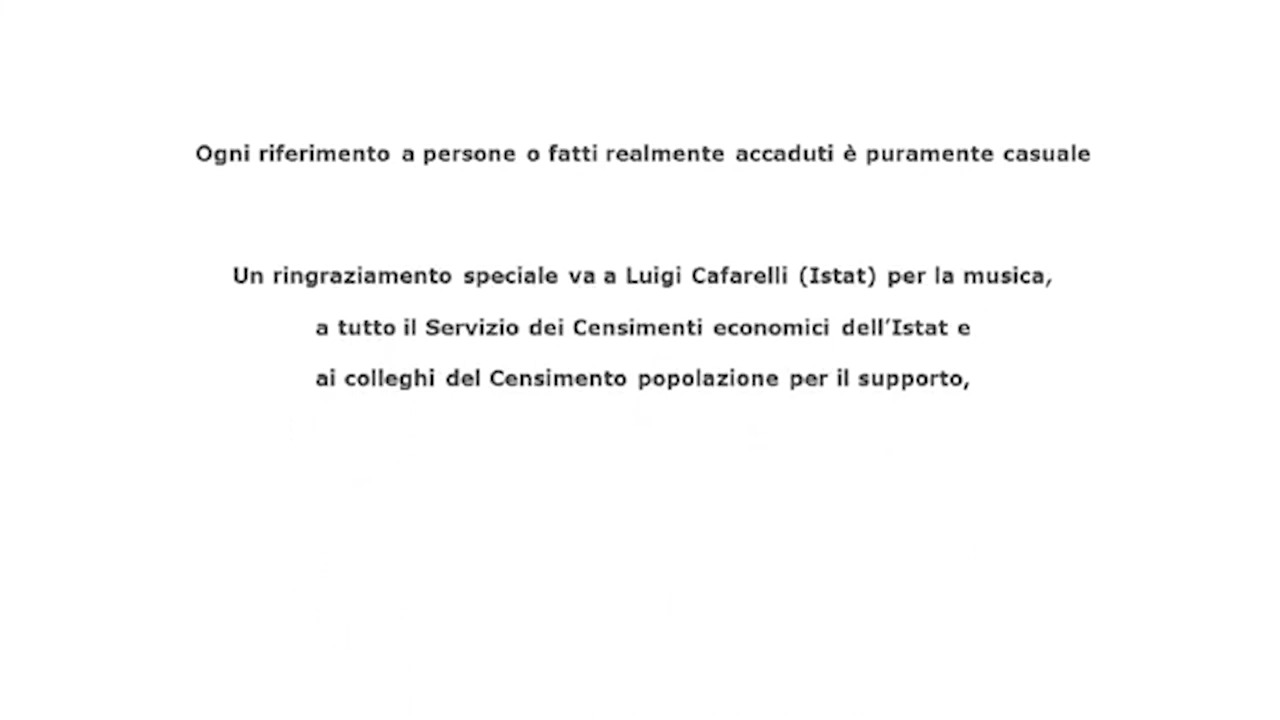 Ogni riferimento a persone o fatti realmente accaduti è puramente casuale
Un ringraziamento speciale va a Luigi Cafarelli (Istat) per la musica,
a tutto il Servizio dei Censimenti economici dell’Istat e
ai colleghi del Censimento popolazione per il supporto,